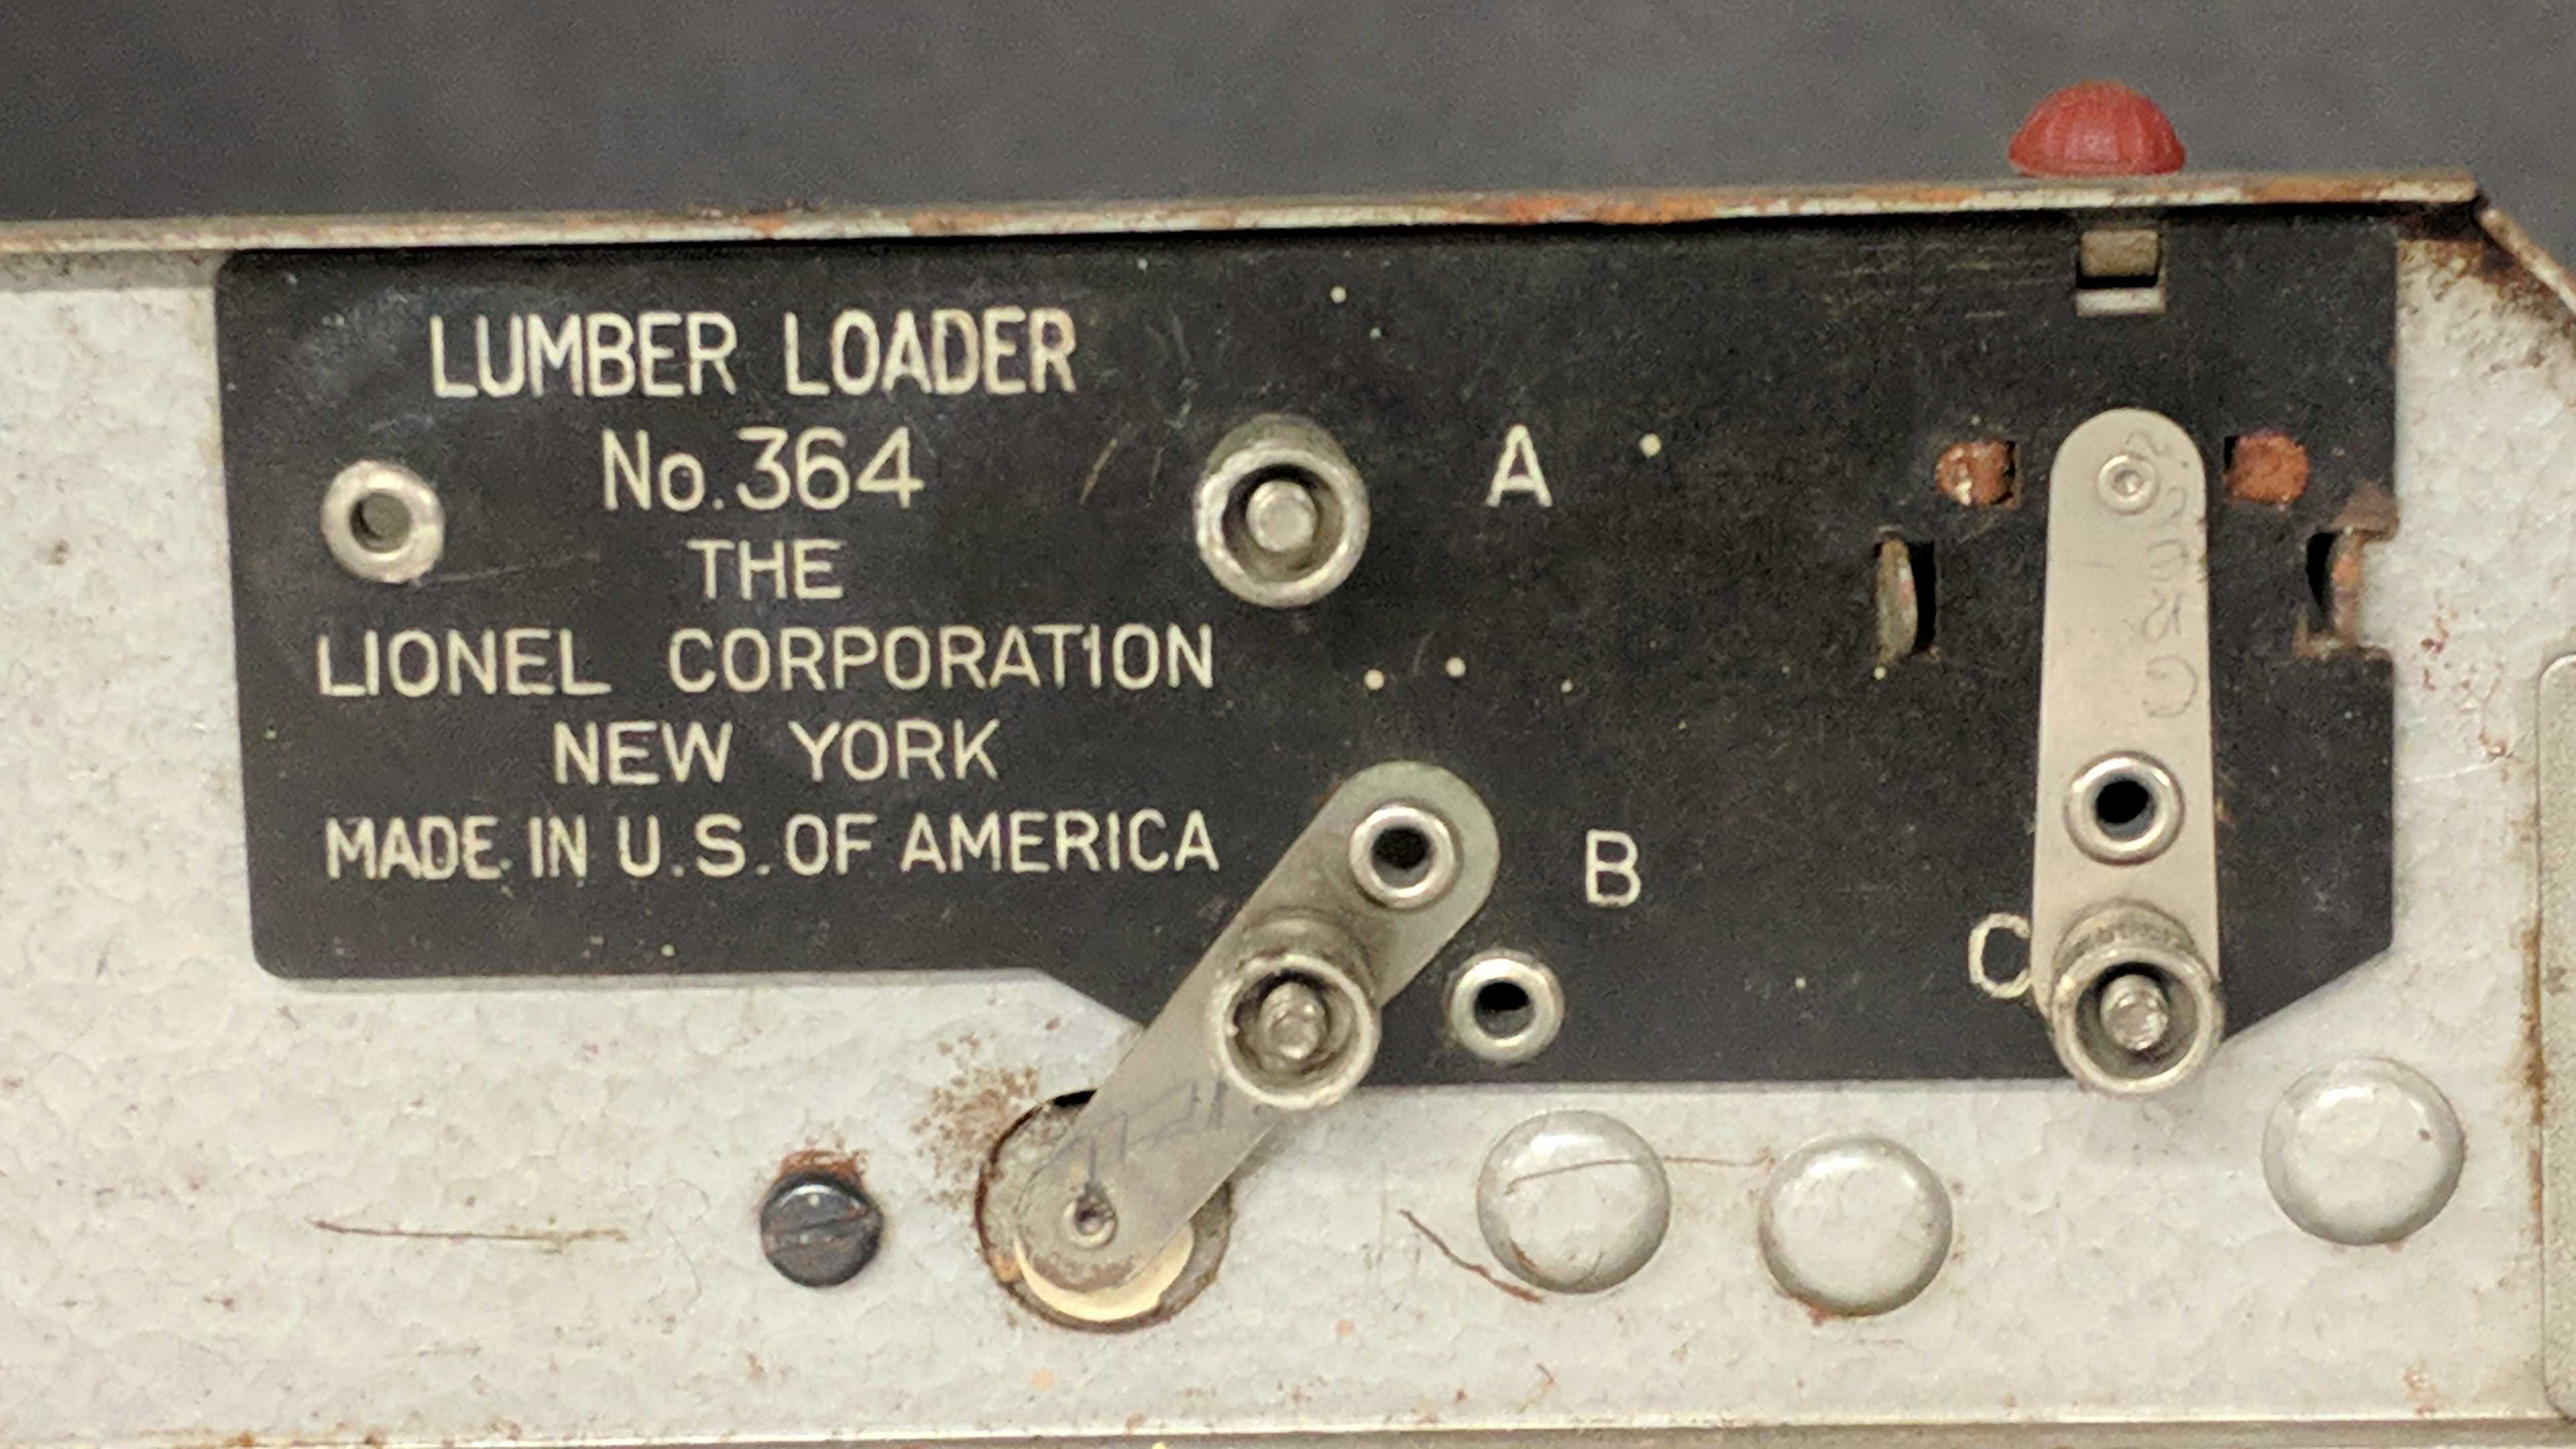 LUMBER LOADER
No. 364
THE
LIONEL CORPORATION
NEW YORK
MADE IN U.S. OF AMERICA
A
B
C